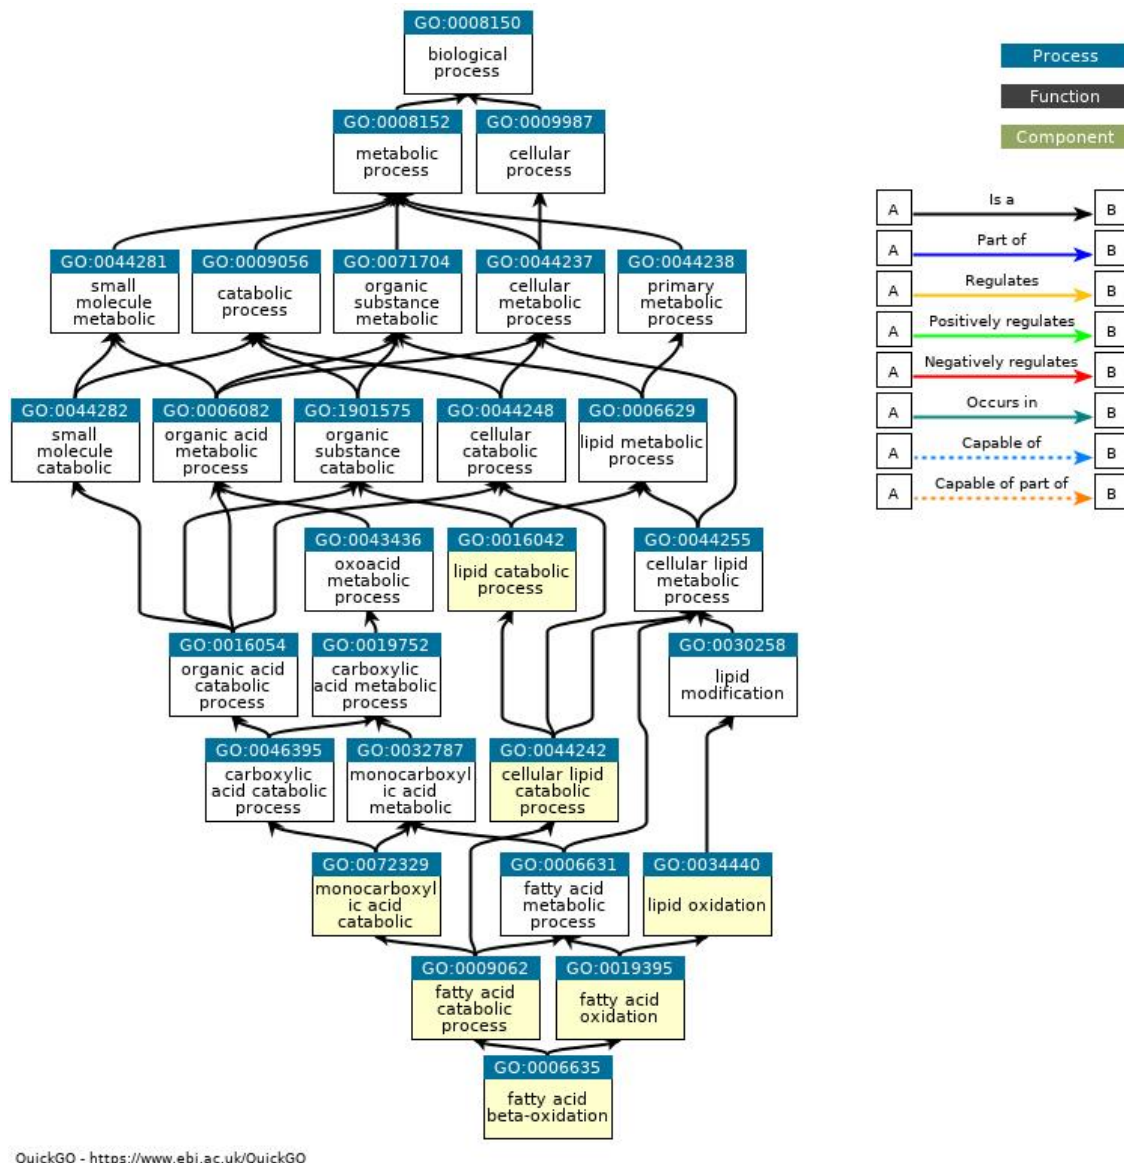 GO:0008150
biological
process
Process
Function
Component
GO:0008152
metabolic
process
GO:0009987
cellular
process
A
Is a
B
A
Part of
B
A
Regulates
B
A
Positively regulates
B
A
Negatively regulates
B
A
Occurs in
B
A
Capable of
B
A
Capable of part of
B
GO:0044281
small
molecule
metabolic
GO:0009056
catabolic
process
GO:0071704
organic
substance
metabolic
GO:0044237
cellular
metabolic
process
GO:0044238
primary
metabolic
process
GO:0044282
small
molecule
catabolic
GO:0006082
organic acid
metabolic
process
GO:1901575
organic
substance
catabolic
GO:0044248
cellular
catabolic
process
GO:0006629
lipid metabolic
process
GO:0043436
oxoacid
metabolic
process
GO:0016042
lipid catabolic
process
GO:0044255
cellular lipid
metabolic
process
GO:0016054
organic acid
catabolic
process
GO:0019752
carboxylic
acid metabolic
process
GO:0030258
lipid
modification
GO:0046395
carboxylic
acid catabolic
process
GO:0032787
monocarboxyl
ic acid
metabolic
GO:0044242
cellular lipid
catabolic
process
GO:0072329
monocarboxyl
ic acid
catabolic
GO:0006631
fatty acid
metabolic
process
GO:0034440
lipid oxidation
GO:0009062
fatty acid
catabolic
process
GO:0019395
fatty acid
oxidation
GO:0006635
fatty acid
beta-oxidation
QuickGO - https://www.ebi.ac.uk/QuickGO